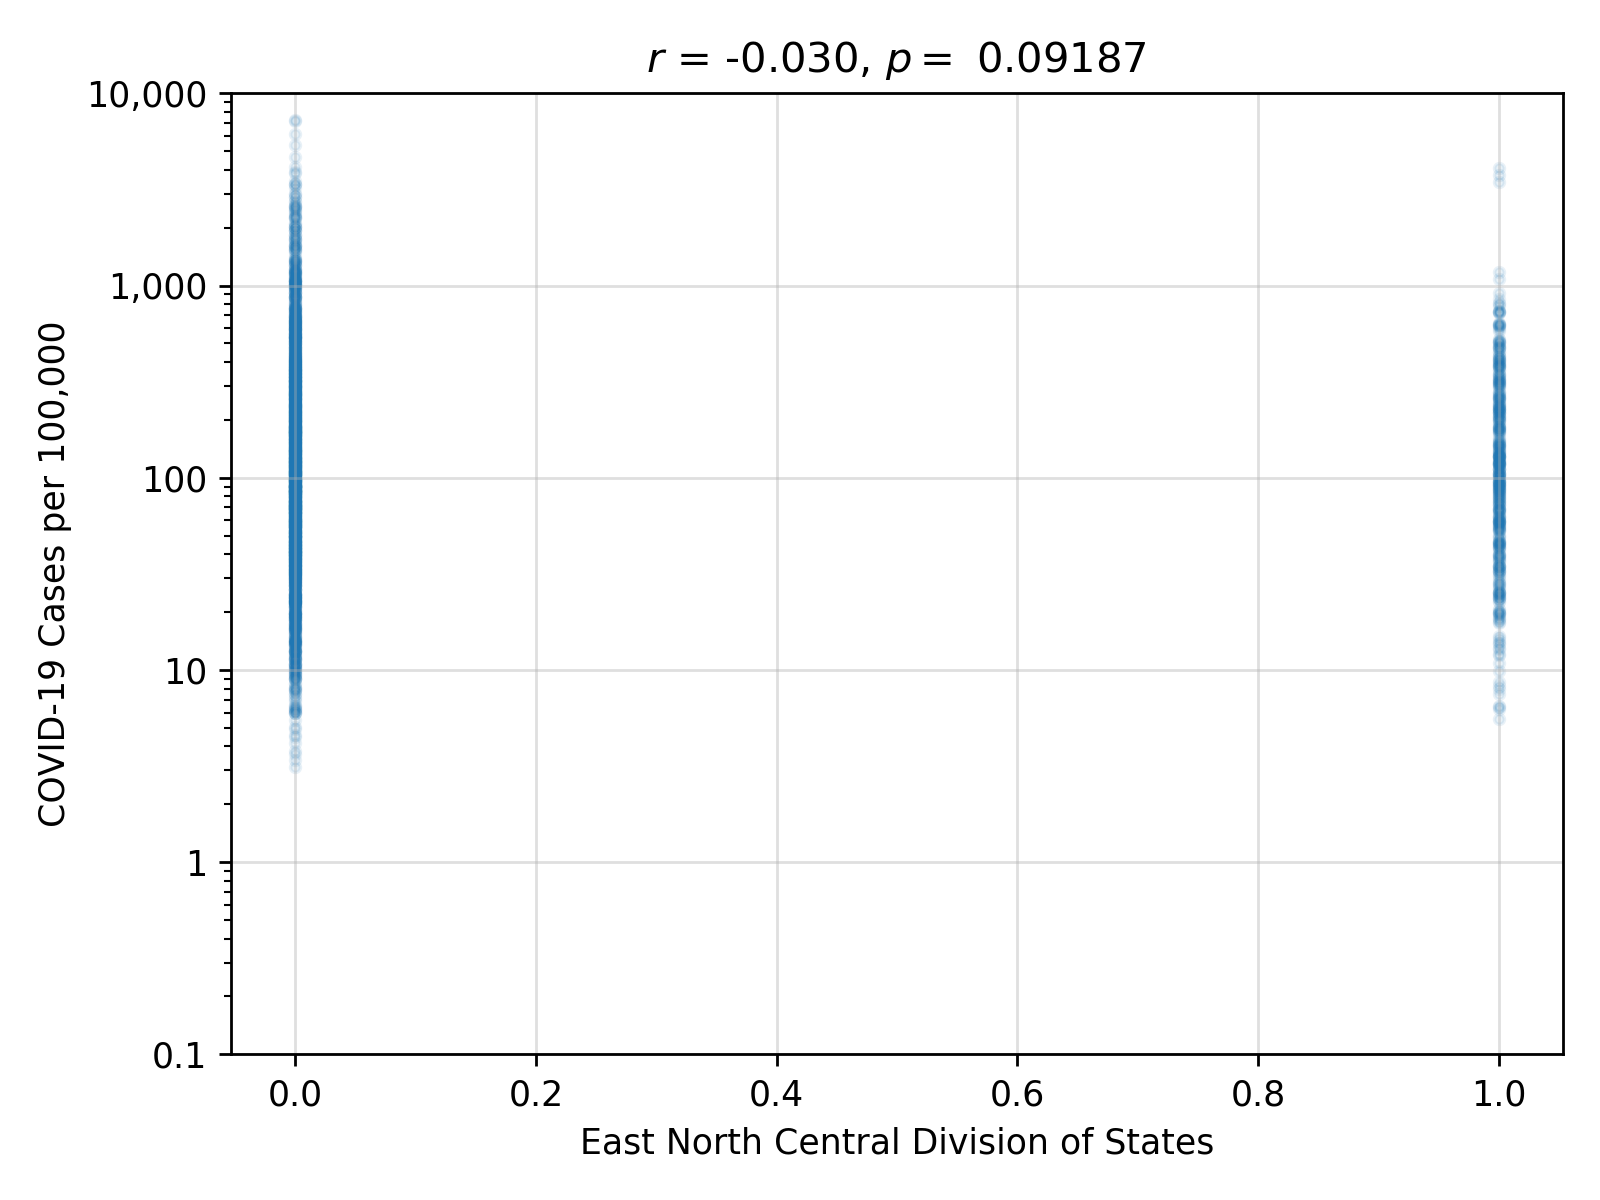 r = -0.030, p = 0.09187
10,000
1,000
100
10
1
0.1
COVID-19 Cases per 100,000
0.0 0.2 0.4 0.6 0.8 1.0
East North Central Division of States